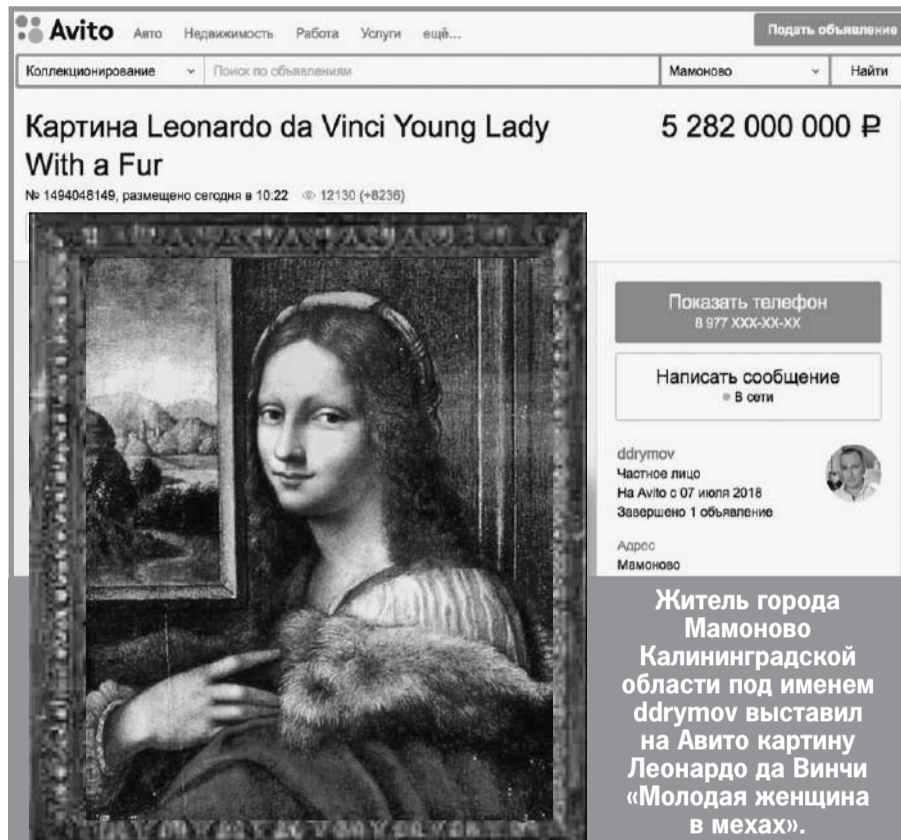 Avito Авто Недвижимость Работа Услуги ещё... Подать объявление
Коллекционирование Поиск по объявлениям Мамоново Найти
Картина Leonardo da Vinci Young Lady
With a Fur
5 282 000 000 ₽
№ 1494048149, размещено сегодня в 10:22 12130 (+8236)
Показать телефон
8 977 XXX-XX-XX
Написать сообщение
В сети
ddrymov
Частное лицо
На Avito с 07 июля 2018
Завершено 1 объявление
Адрес
Мамоново
Житель города
Мамоново
Калининградской
области под именем
ddrymov выставил
на Авито картину
Леонардо да Винчи
«Молодая женщина
в мехах».